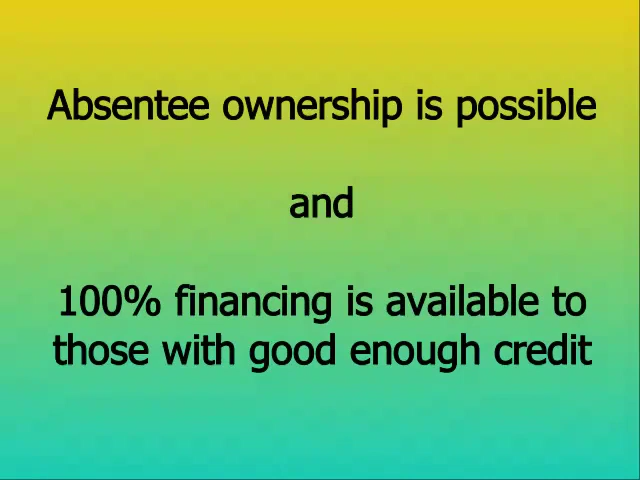 Absentee ownership is possible
and
100% financing is available to
those with good enough credit